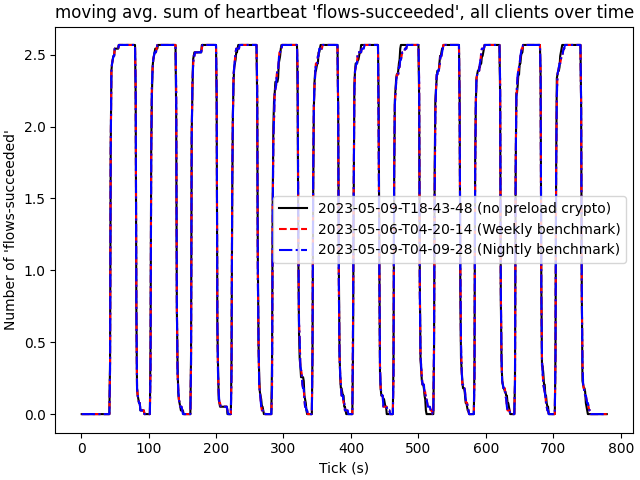 moving avg. sum of heartbeat 'flows-succeeded', all clients over time
Number of 'flows-succeeded'
2.5
2.0
1.5
1.0
0.5
0.0
2023-05-09-T18-43-48 (no preload crypto)
2023-05-06-T04-20-14 (Weekly benchmark)
2023-05-09-T04-09-28 (Nightly benchmark)
0 100 200 300 400 500 600 700 800
Tick (s)